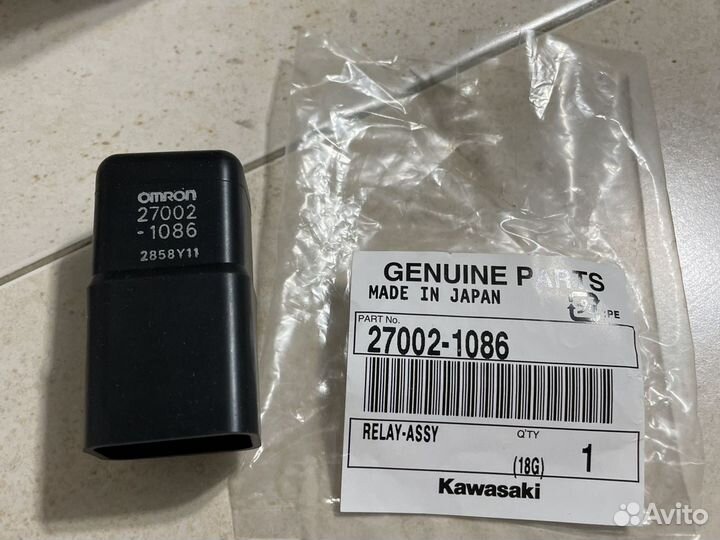 omron
27002
-1086
2858Y11
GENUINE PARTS
MADE IN JAPAN
PE
PART No.
27002-1086
RELAY-ASSY
Q'TY
(18G)
1
Kawasaki
Avito